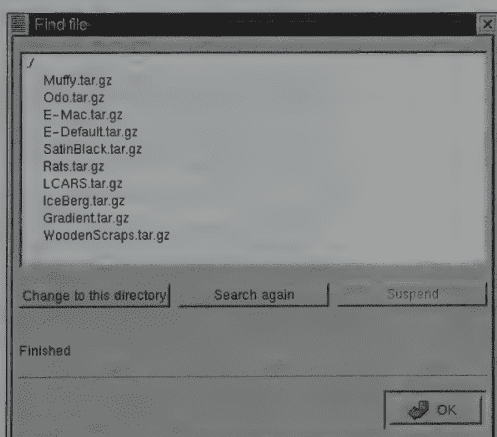 Find file
./
Muffy.tar.gz
Odo.tar.gz
E-Mac.tar.gz
E-Default.tar.gz
SatinBlack.tar.gz
Rats.tar.gz
LCARS.tar.gz
IceBerg.tar.gz
Gradient.tar.gz
WoodenScraps.tar.gz
Change to this directory Search again Suspend
Finished
OK